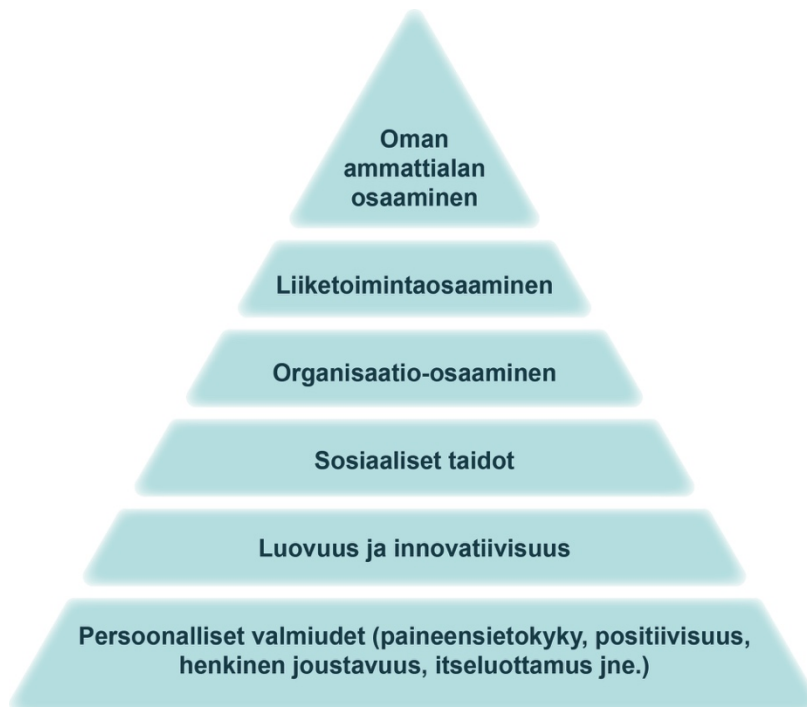 Oman
ammattialan
osaaminen
Liiketoimintaosaaminen
Organisaatio-osaaminen
Sosiaaliset taidot
Luovuus ja innovatiivisuus
Persoonalliset valmiudet (paineensietokyky, positiivisuus,
henkinen joustavuus, itseluottamus jne.)